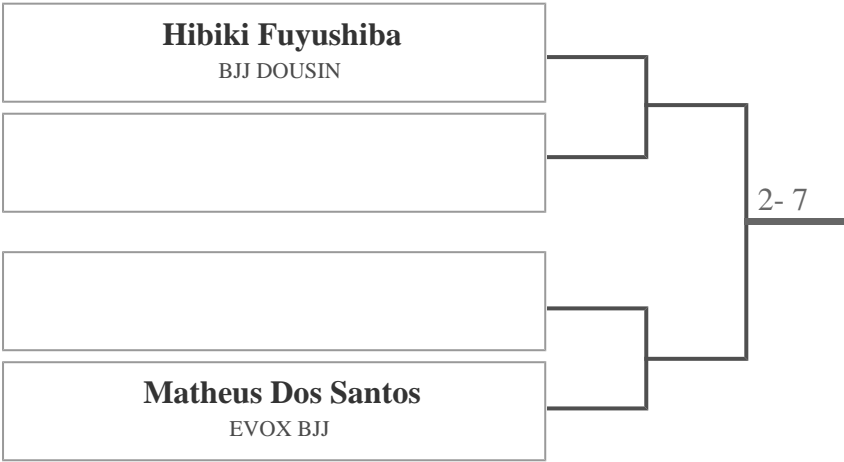 Hibiki Fuyushiba
BJJ DOUSIN
2- 7
Matheus Dos Santos
EVOX BJJ